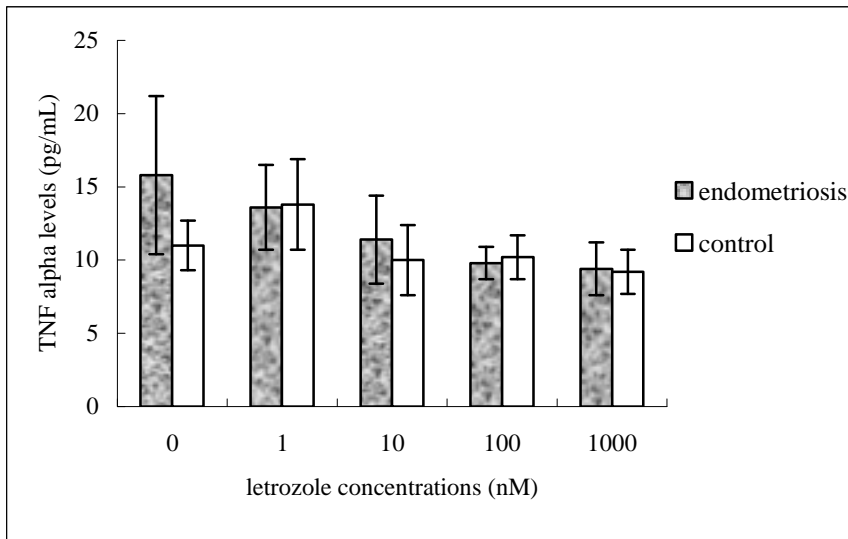 25
20
15
10
5
0
TNF alpha levels (pg/mL)
endometriosis
control
0 1 10 100 1000
letrozole concentrations (nM)